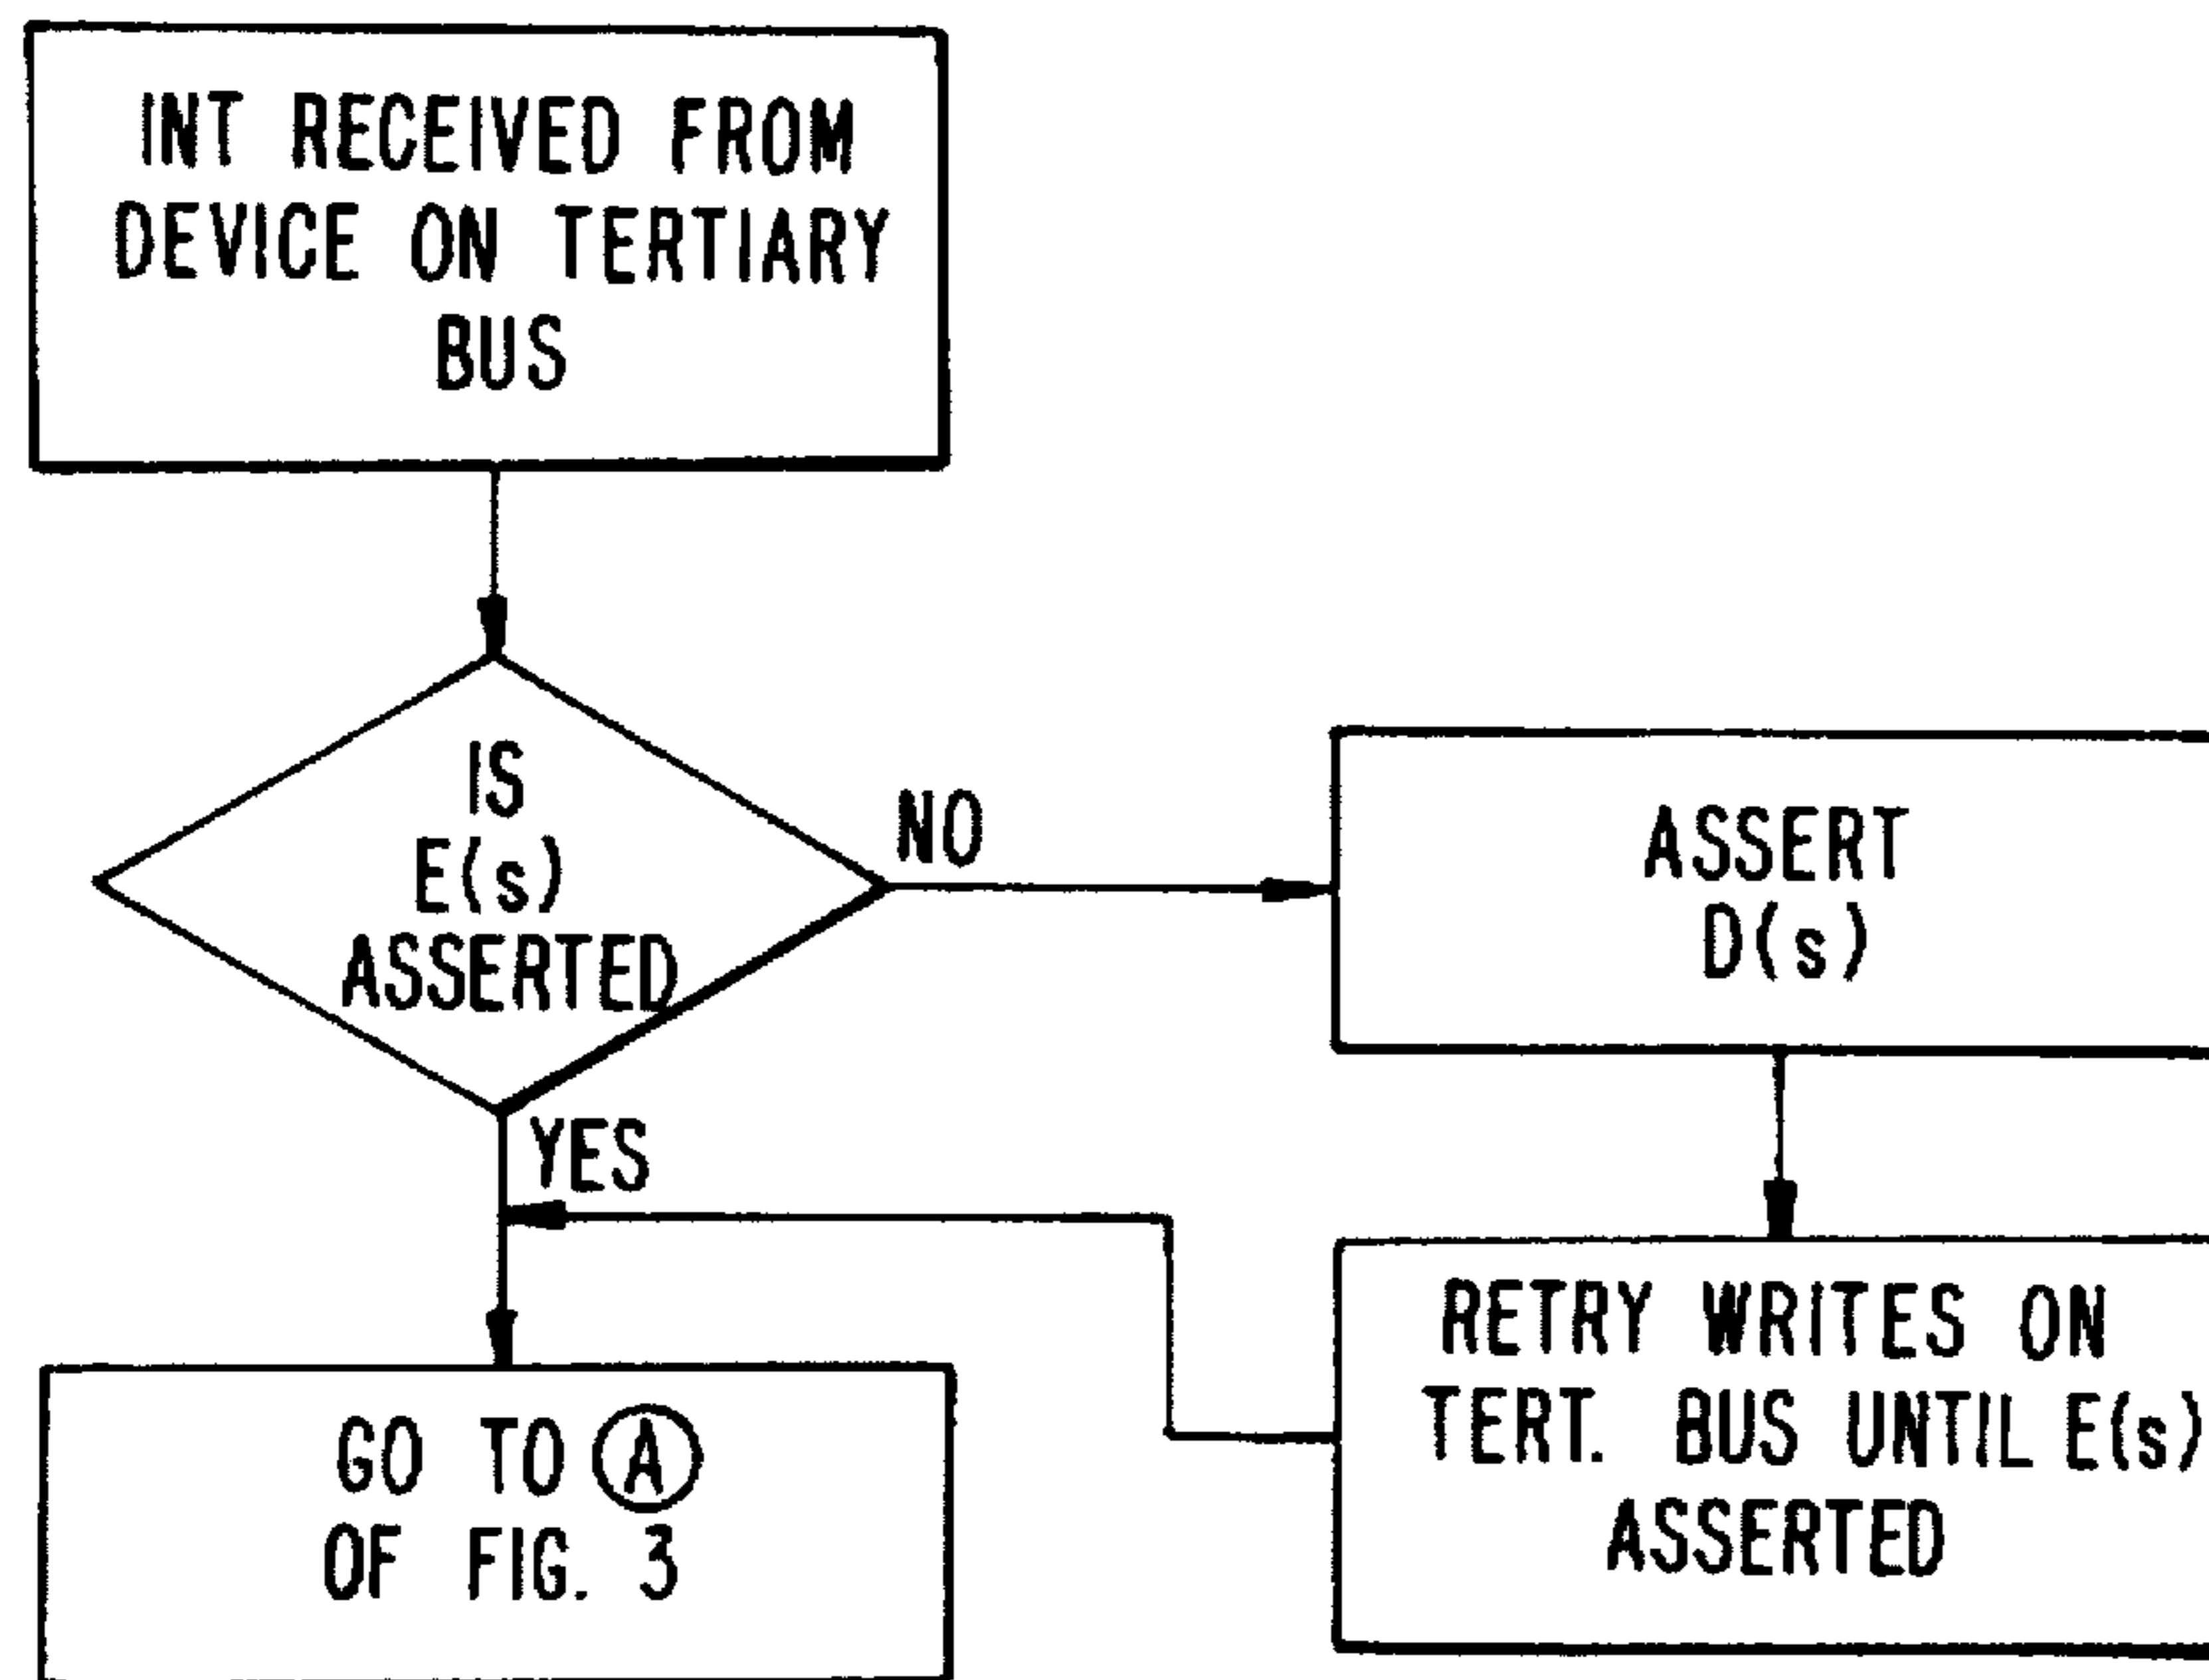 INT RECEIVED FROM
DEVICE ON TERTIARY
BUS
IS
E(s)
ASSERTED
NO
ASSERT
D(s)
YES
RETRY WRITES ON
TERT. BUS UNTIL E(s)
ASSERTED
GO TO A
OF FIG. 3